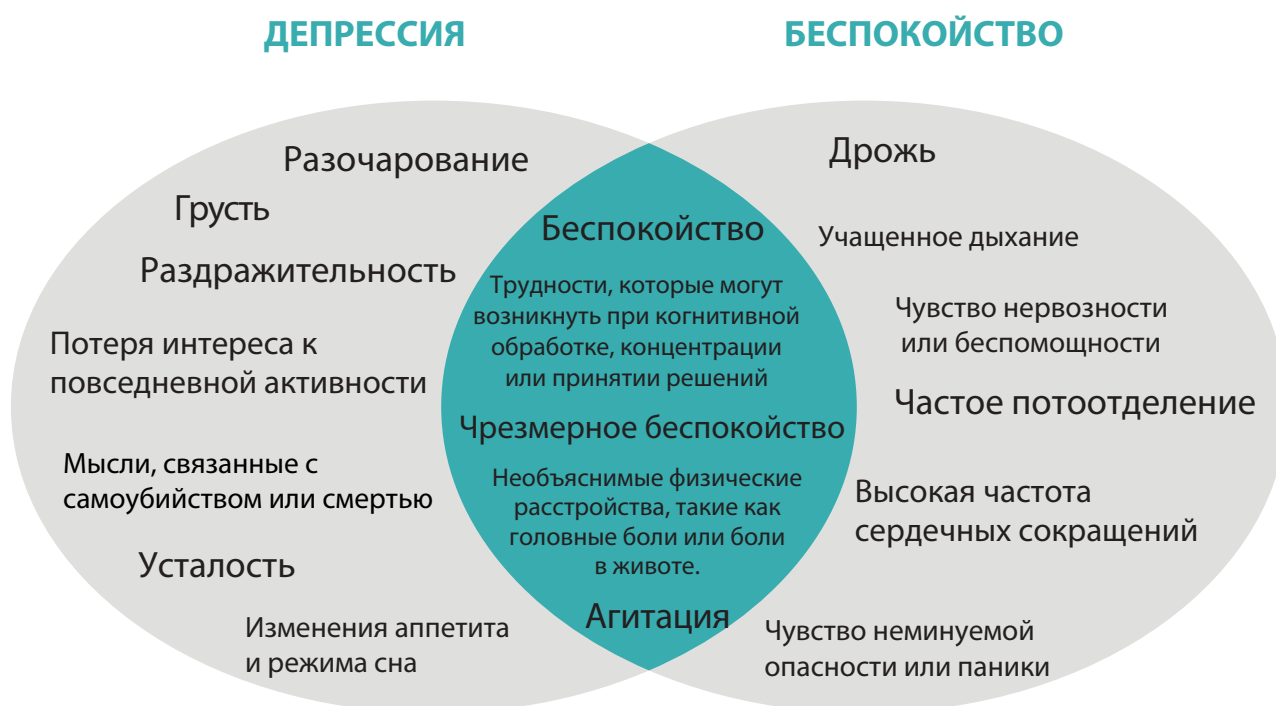 ДЕПРЕССИЯ
БЕСПОКОЙСТВО
Разочарование
Грусть
Раздражительность
Потеря интереса к
повседневной активности
Мысли, связанные с
самоубийством или смертью
Усталость
Изменения аппетита
и режима сна
Беспокойство
Трудности, которые могут
возникнуть при когнитивной
обработке, концентрации
или принятии решений
Чрезмерное беспокойство
Необъяснимые физические
расстройства, такие как
головные боли или боли
в животе.
Агитация
Дрожь
Учащенное дыхание
Чувство нервозности
или беспомощности
Частое потоотделение
Высокая частота
сердечных сокращений
Чувство неминуемой
опасности или паники